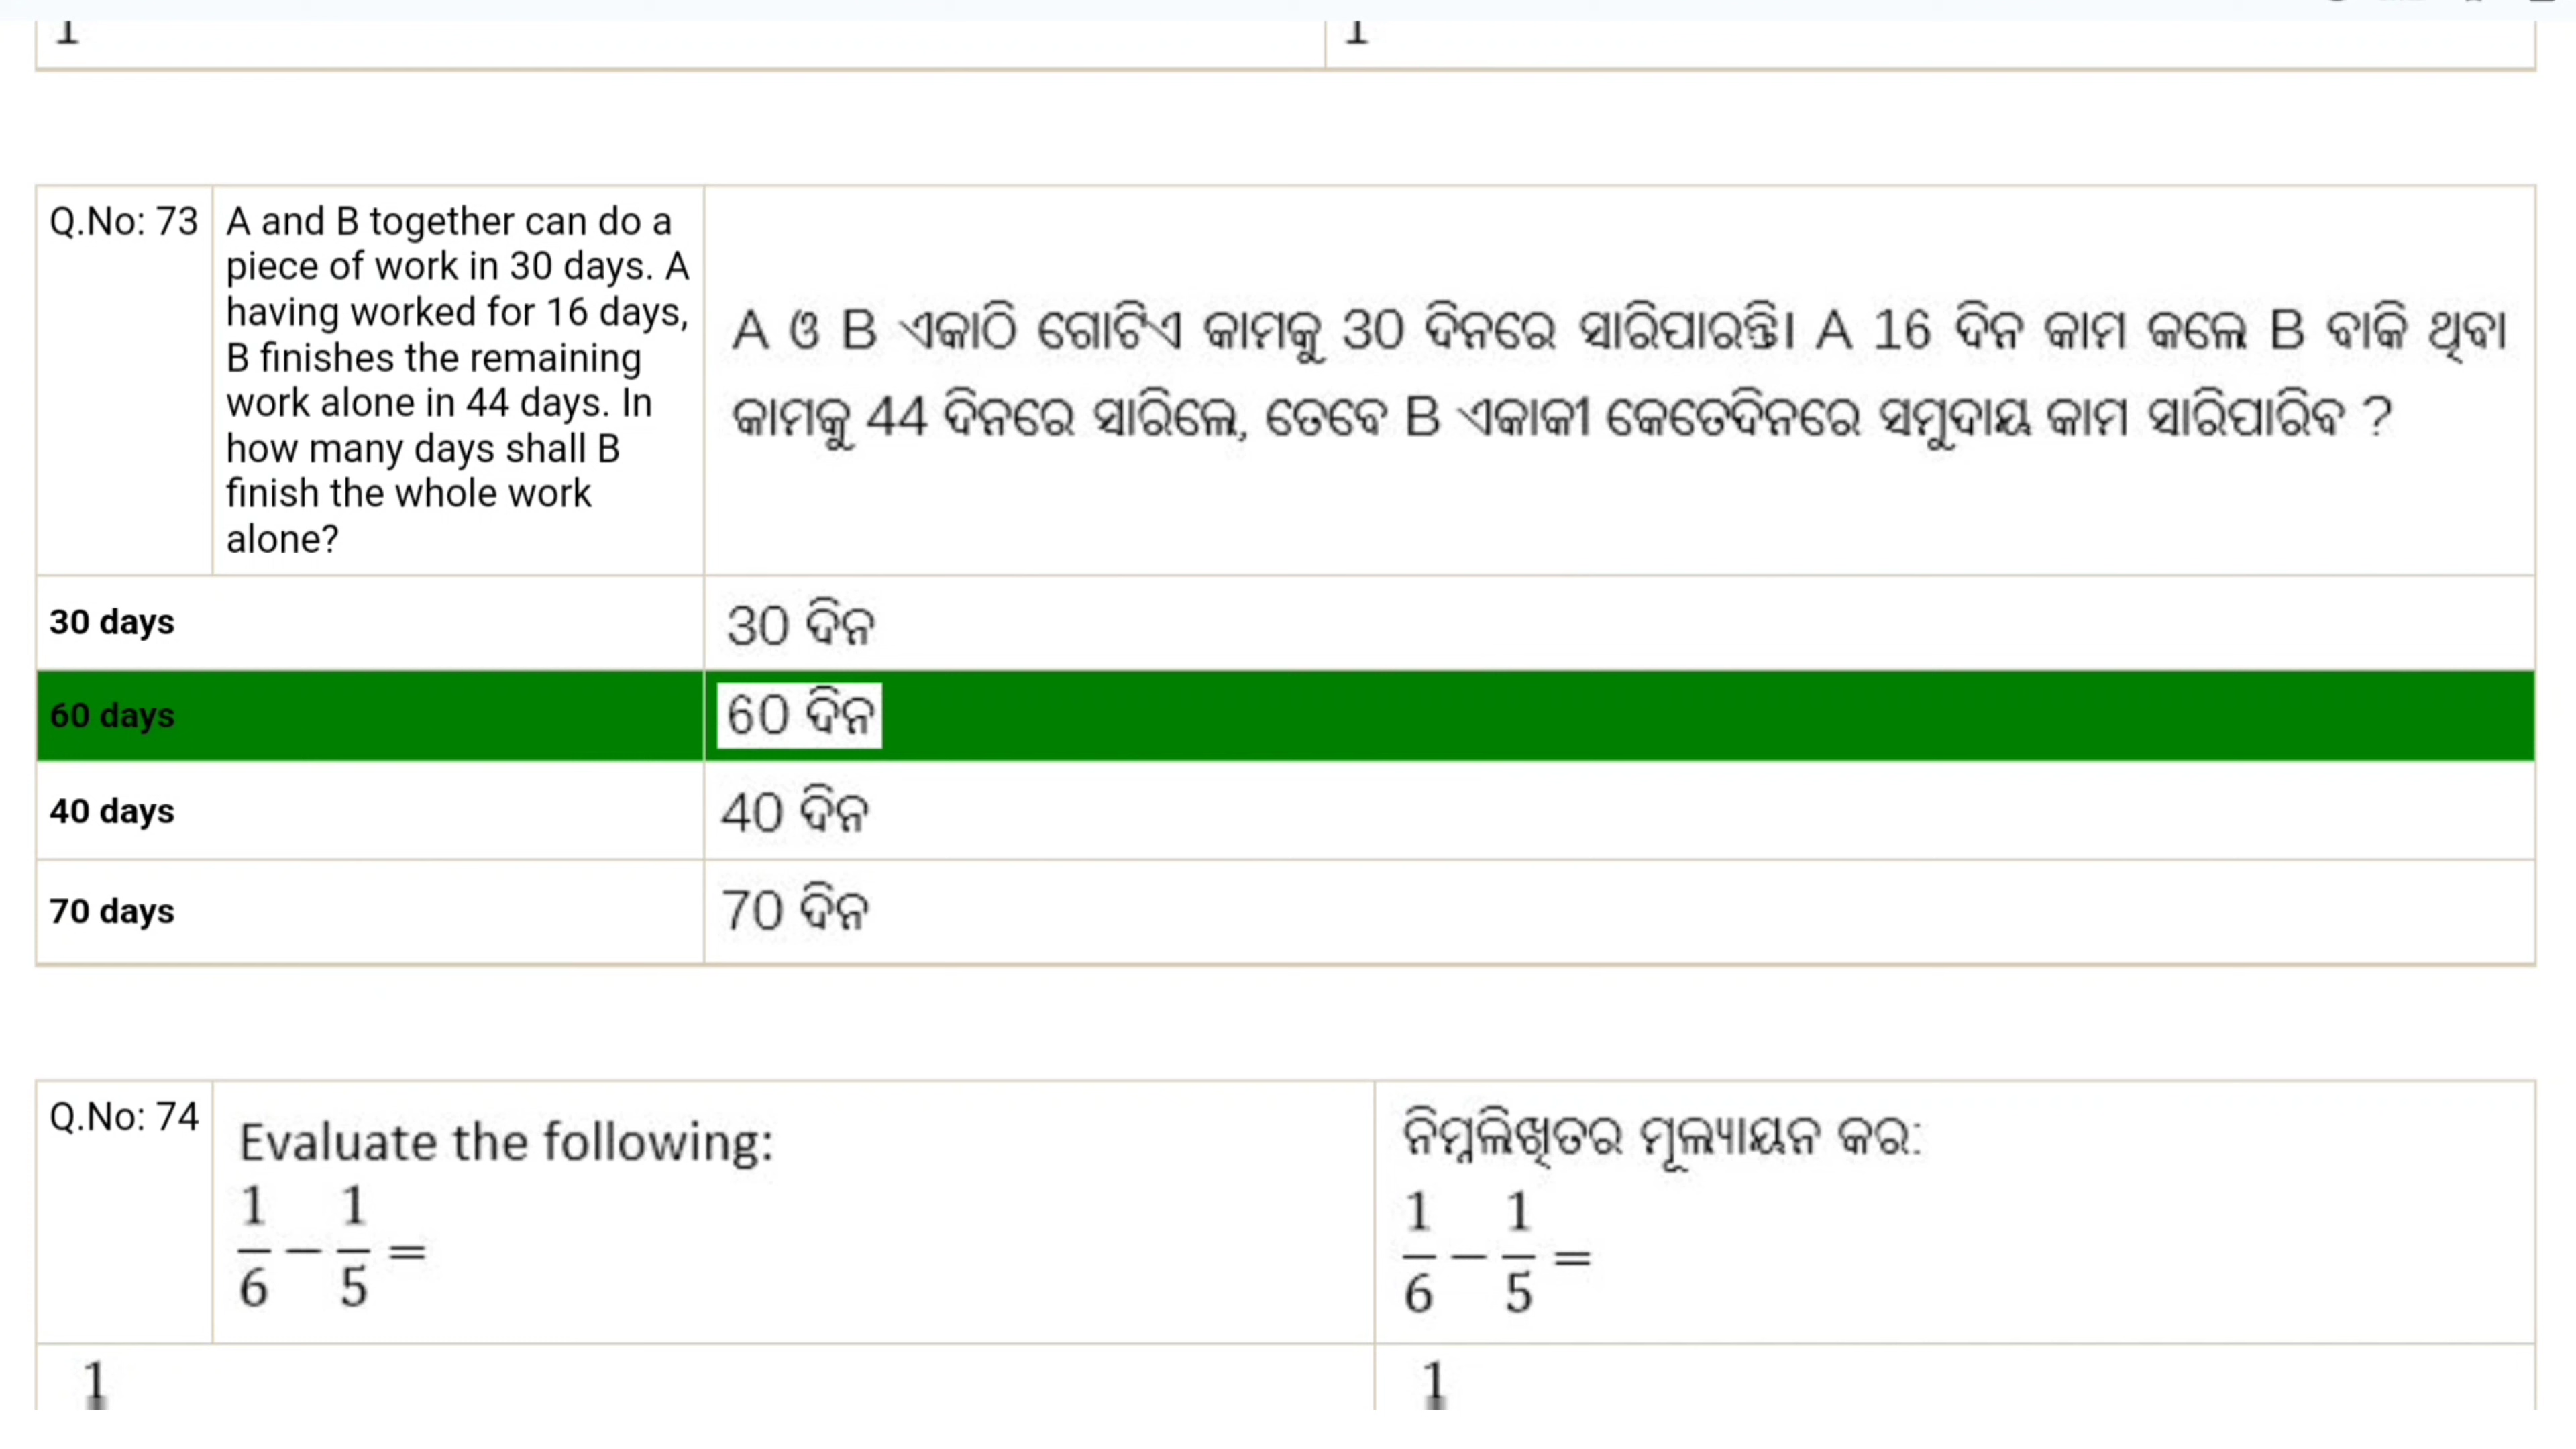 1 1
Q.No: 73
A and B together can do a
piece of work in 30 days. A
having worked for 16 days,
B finishes the remaining
work alone in 44 days. In
how many days shall B
finish the whole work
alone?
A ଓ B ଏକାଠି ଗୋଟିଏ କାମକୁ 30 ଦିନରେ ସାରିପାରନ୍ତି। A 16 ଦିନ କାମ କଲେ B ବାକି ଥିବା
କାମକୁ 44 ଦିନରେ ସାରିଲେ, ତେବେ B ଏକାକୀ କେତେଦିନରେ ସମୁଦାୟ କାମ ସାରିପାରିବ ?
30 days 30 ଦିନ
60 days 60 ଦିନ
40 days 40 ଦିନ
70 days 70 ଦିନ
Q.No: 74
Evaluate the following:
1/6 − 1/5 =
ନିମ୍ନଲିଖିତର ମୂଲ୍ୟାୟନ କର:
1/6 − 1/5 =
1 1